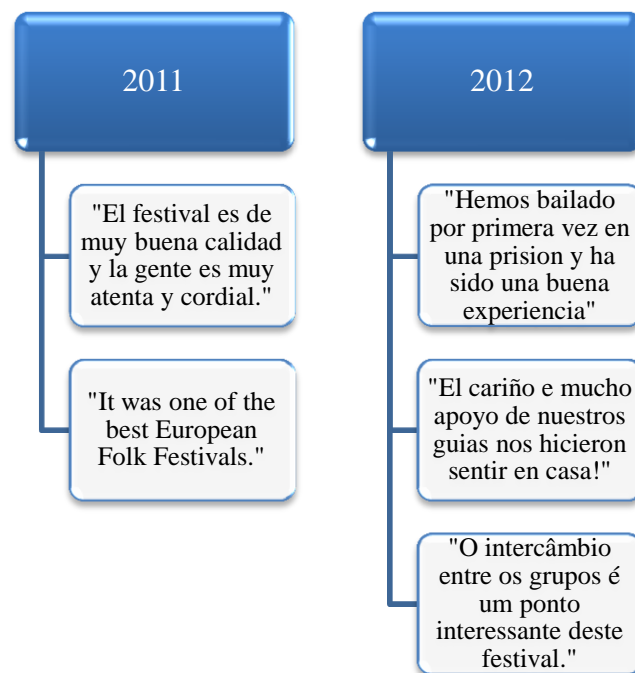 2011
"El festival es de
muy buena calidad
y la gente es muy
atenta y cordial."
"It was one of the
best European
Folk Festivals."
2012
"Hemos bailado
por primera vez en
una prision y ha
sido una buena
experiencia"
"El cariño e mucho
apoyo de nuestros
guias nos hicieron
sentir en casa!"
"O intercâmbio
entre os grupos é
um ponto
interessante deste
festival."